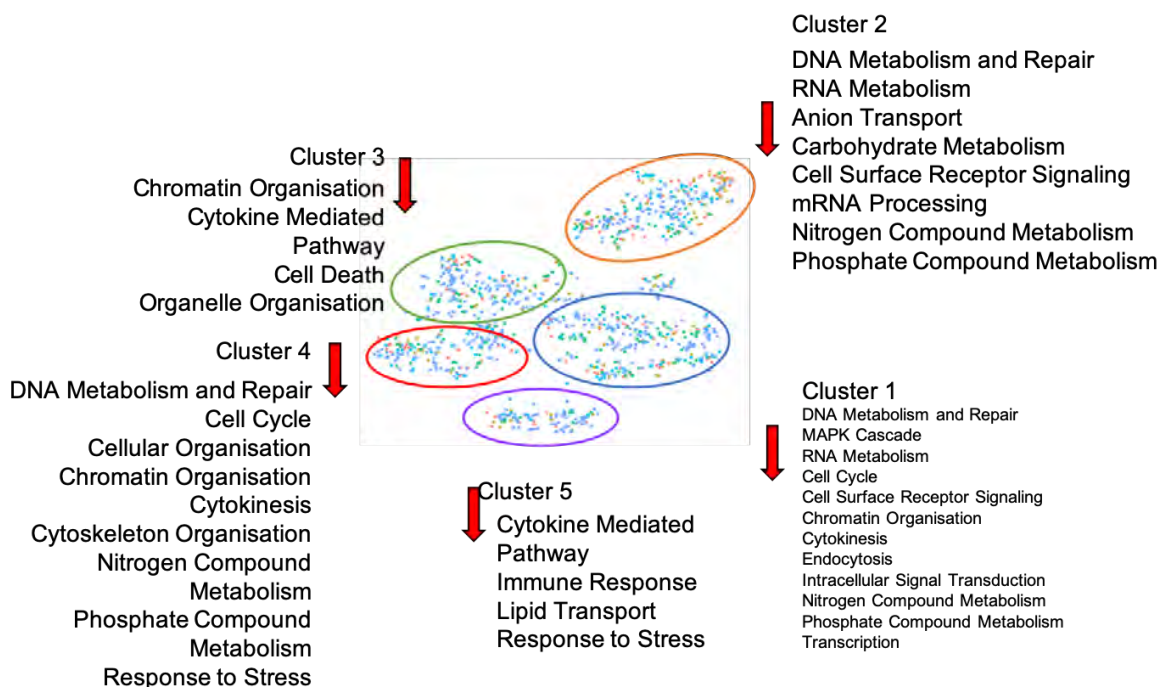 Cluster 2
DNA Metabolism and Repair
RNA Metabolism
Anion Transport
Carbohydrate Metabolism
Cell Surface Receptor Signaling
mRNA Processing
Nitrogen Compound Metabolism
Phosphate Compound Metabolism
Cluster 3
Chromatin Organisation
Cytokine Mediated
Pathway
Cell Death
Organelle Organisation
Cluster 4
DNA Metabolism and Repair
Cell Cycle
Cellular Organisation
Chromatin Organisation
Cytokinesis
Cytoskeleton Organisation
Nitrogen Compound
Metabolism
Phosphate Compound
Metabolism
Response to Stress
Cluster 5
Cytokine Mediated
Pathway
Immune Response
Lipid Transport
Response to Stress
Cluster 1
DNA Metabolism and Repair
MAPK Cascade
RNA Metabolism
Cell Cycle
Cell Surface Receptor Signaling
Chromatin Organisation
Cytokinesis
Endocytosis
Intracellular Signal Transduction
Nitrogen Compound Metabolism
Phosphate Compound Metabolism
Transcription